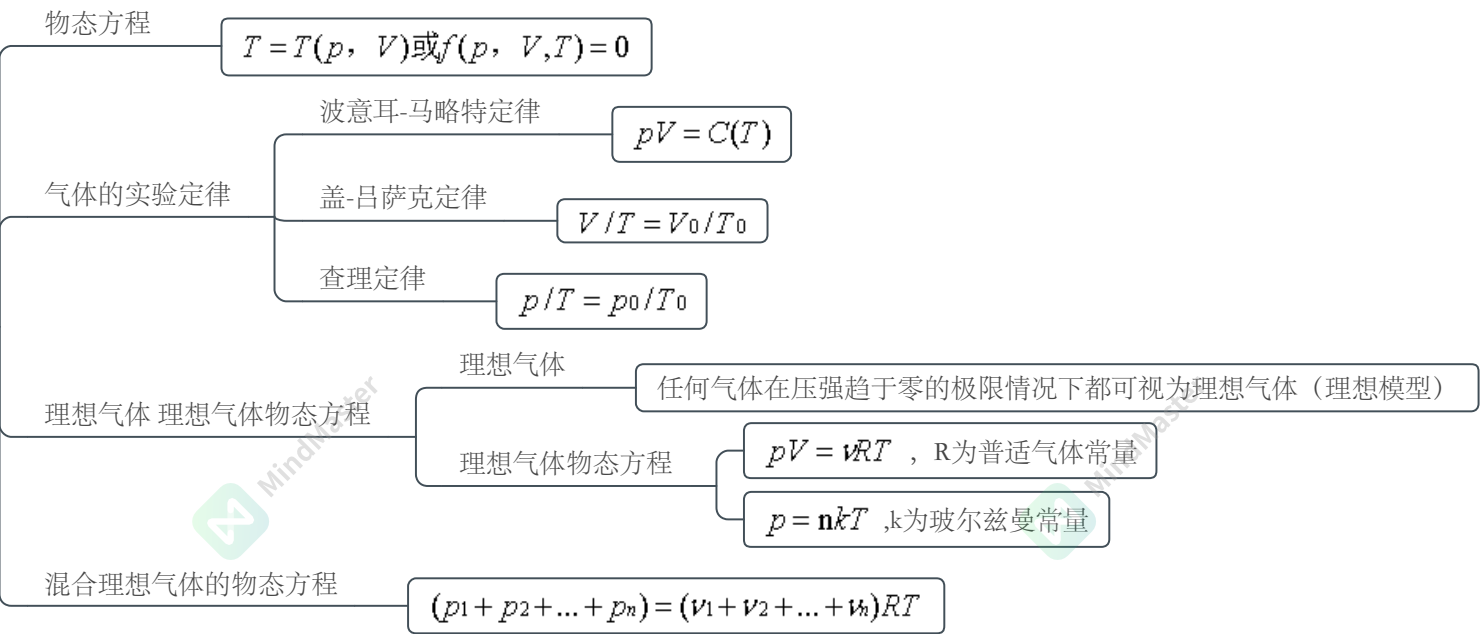 物态方程
T=T(p， V)或f(p， V,T)=0
波意耳-马略特定律
pV=C(T)
气体的实验定律
盖-吕萨克定律
V/T=V0/T0
查理定律
p/T=p0/T0
理想气体
任何气体在压强趋于零的极限情况下都可视为理想气体（理想模型）
理想气体 理想气体物态方程
理想气体物态方程
pV=νRT ，R为普适气体常量
p=nkT ,k为玻尔兹曼常量
MindMaster
MindMaster
混合理想气体的物态方程
(p1+p2+...+pn)=(ν1+ν2+...+νn)RT